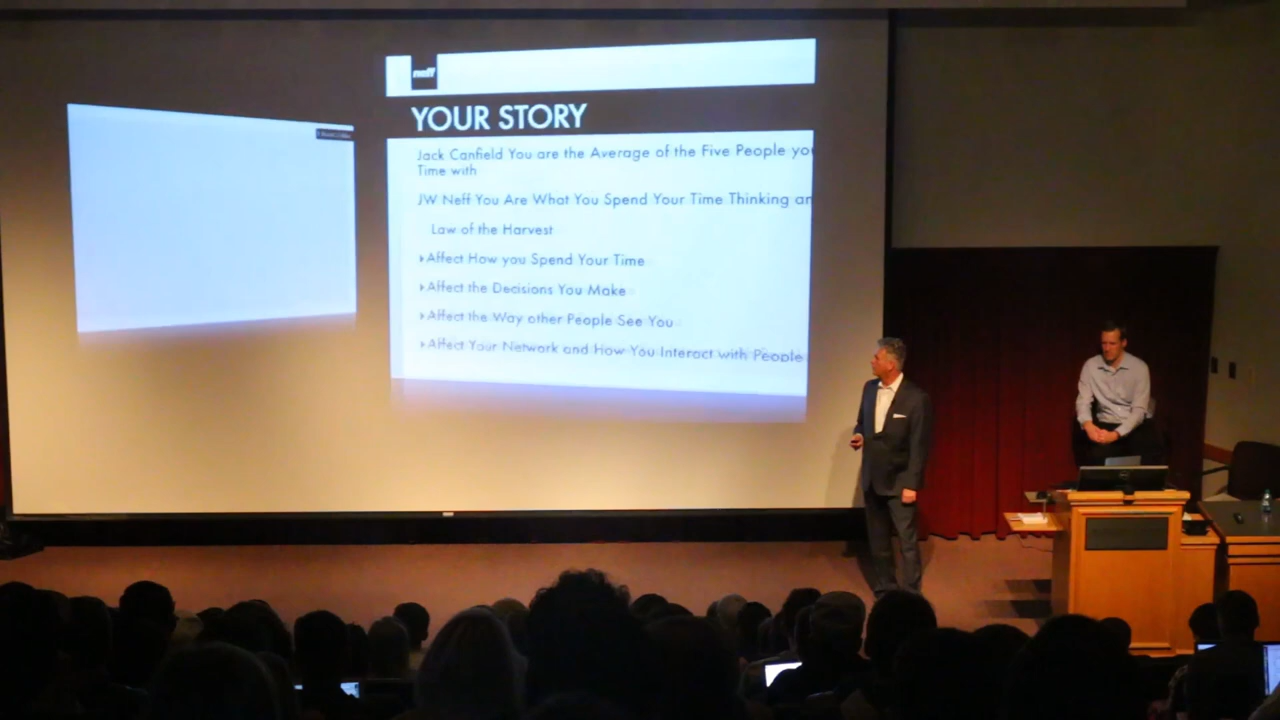 neff
YOUR STORY
Jack Canfield You are the Average of the Five People you
Time with
JW Neff You Are What You Spend Your Time Thinking an
Law of the Harvest
Affect How you Spend Your Time
Affect the Decisions You Make
Affect the Way other People See You
Affect Your Network and How You Interact with People